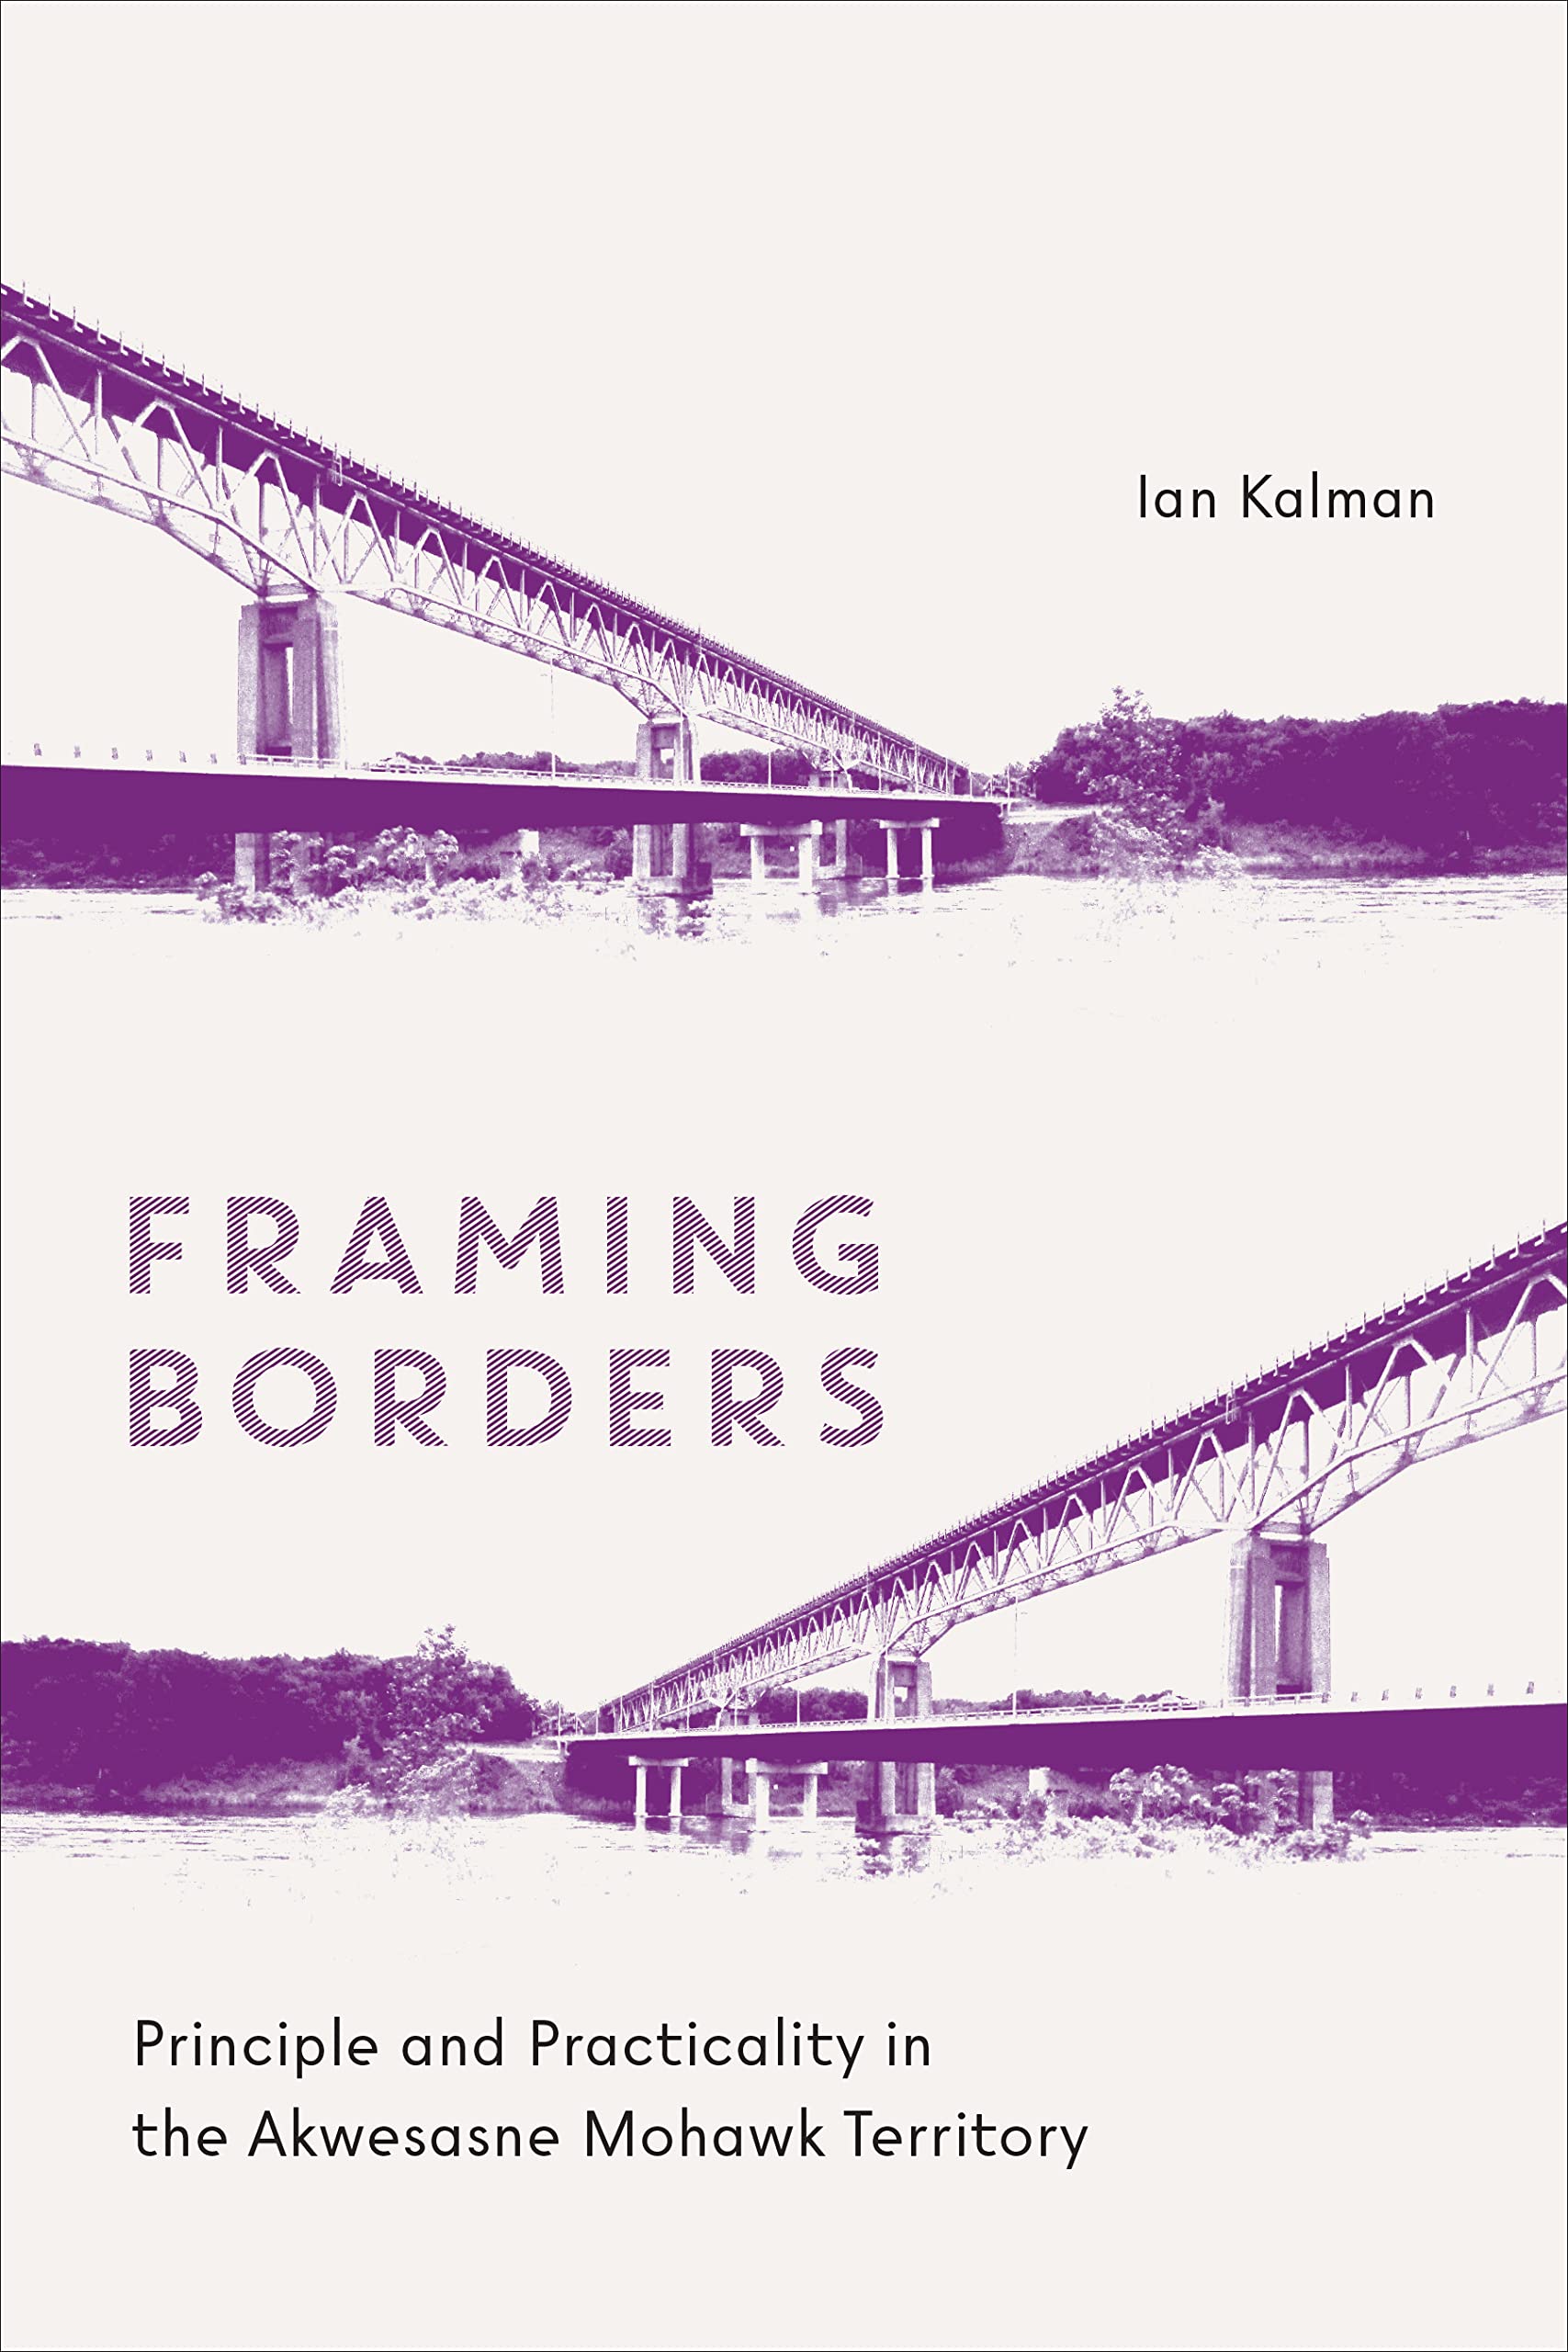 Ian Kalman
FRAMING
BORDERS
Principle and Practicality in
the Akwesasne Mohawk Territory